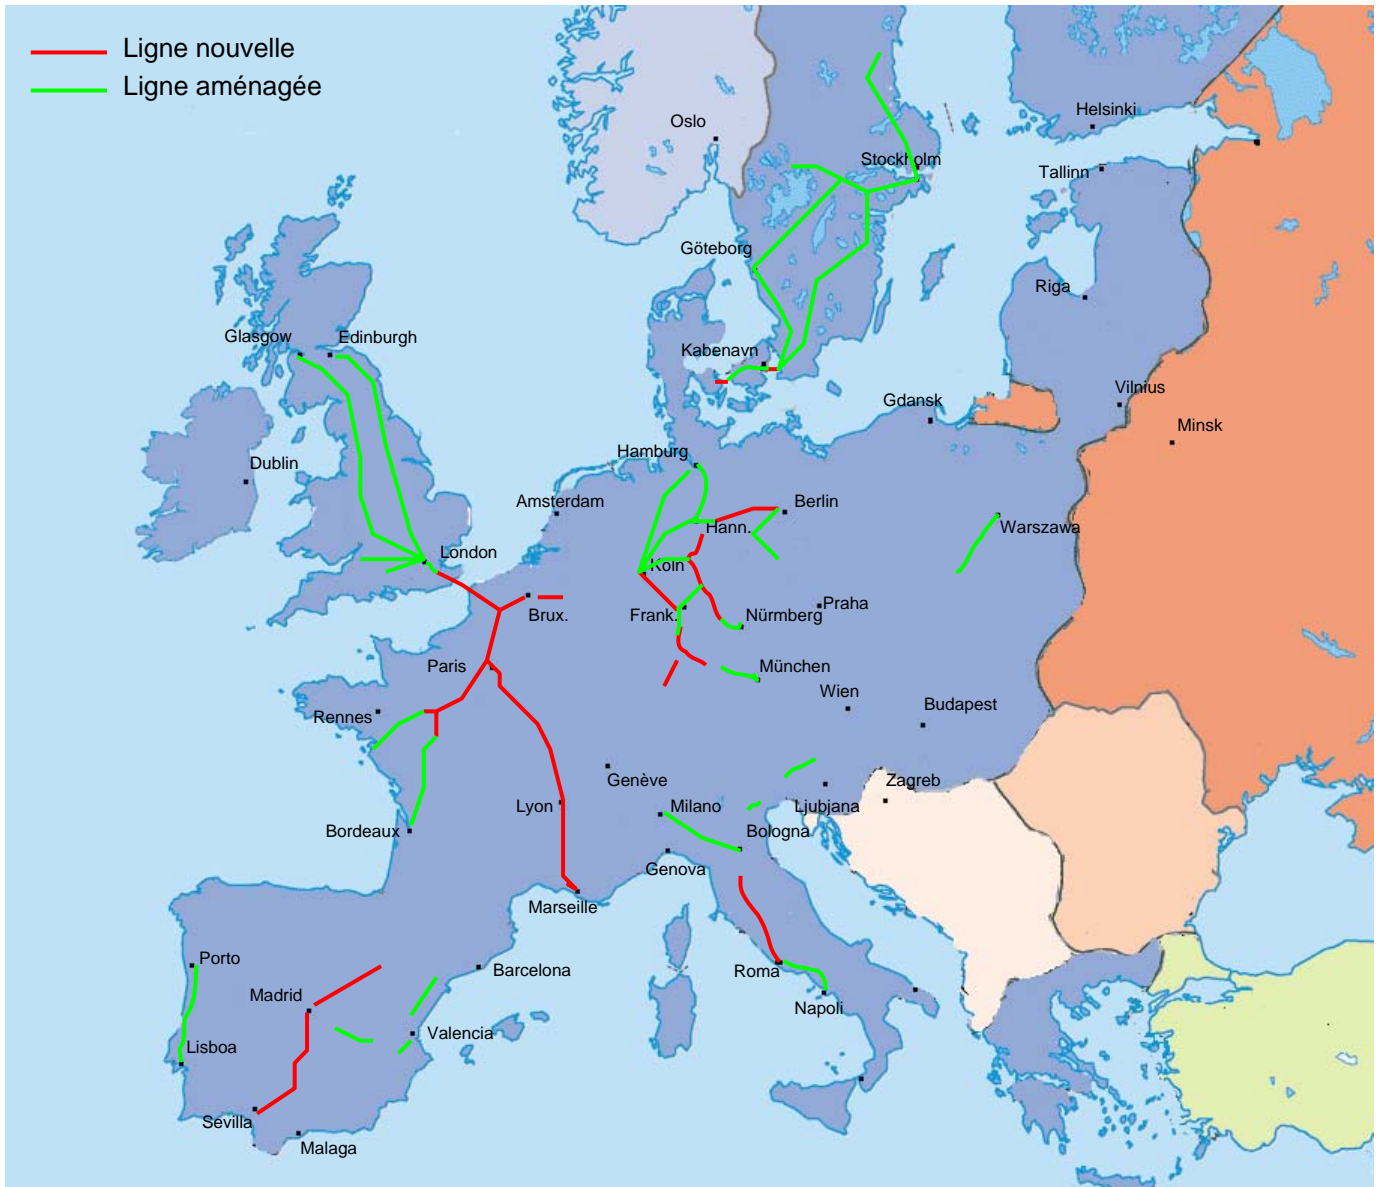 Ligne nouvelle
Ligne aménagée
Oslo
Helsinki
Stockholm
Tallinn
Göteborg
Riga
Glasgow
Edinburgh
Kabenavn
Vilnius
Gdansk
Minsk
Hamburg
Dublin
Amsterdam
Berlin
Hann.
Warszawa
London
Köln
Brux.
Frank.
Nürmberg
Praha
Paris
München
Rennes
Wien
Budapest
Genève
Zagreb
Lyon
Milano
Ljubjana
Bordeaux
Bologna
Genova
Marseille
Porto
Barcelona
Roma
Madrid
Napoli
Valencia
Lisboa
Sevilla
Malaga